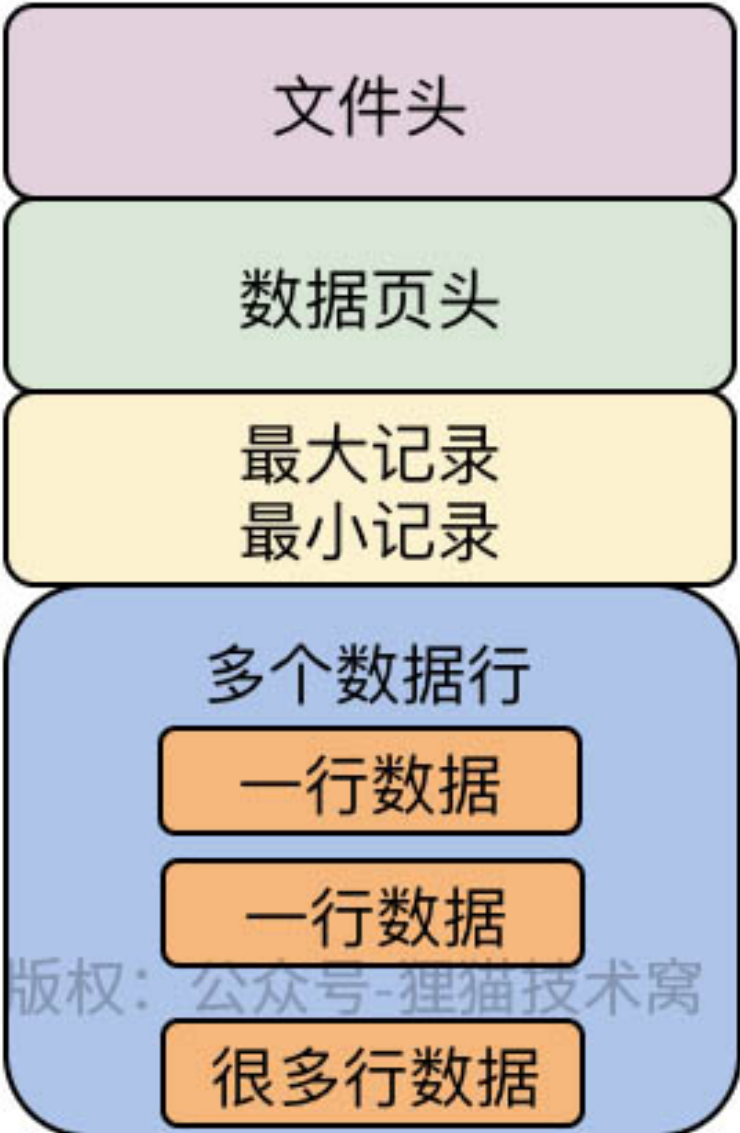 文件头
数据页头
最大记录
最小记录
多个数据行
一行数据
一行数据
版权：公众号-狸猫技术窝
很多行数据